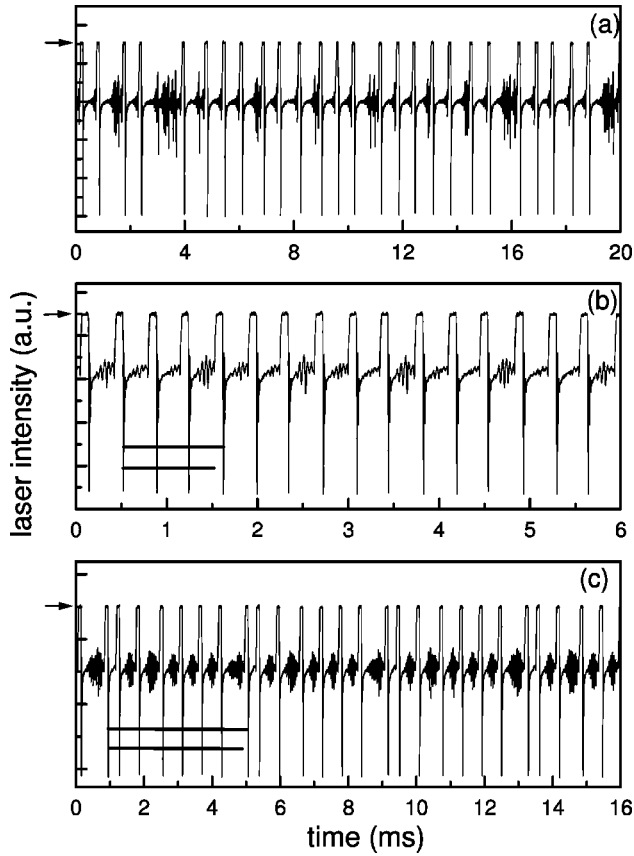 (a)
0 4 8 12 16 20
(b)
0 1 2 3 4 5 6
(c)
0 2 4 6 8 10 12 14 16
time (ms)
laser intensity (a.u.)